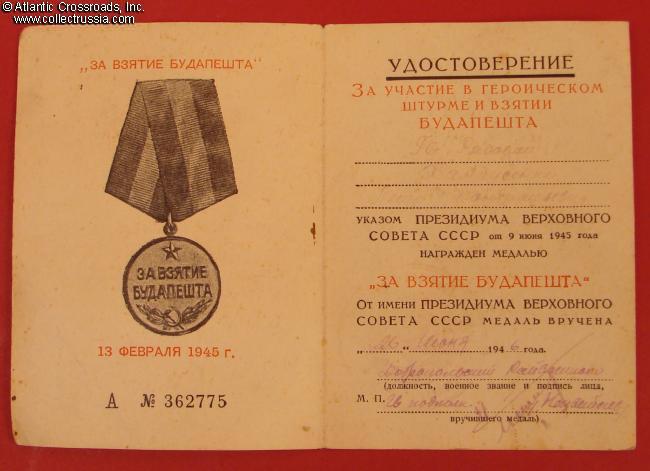 © Atlantic Crossroads, Inc.
www.collectrussia.com
„ЗА ВЗЯТИЕ БУДАПЕШТА"
ЗА ВЗЯТИЕ
БУДАПЕШТА
13 ФЕВРАЛЯ 1945 г.
А № 362775
УДОСТОВЕРЕНИЕ
ЗА УЧАСТИЕ В ГЕРОИЧЕСКОМ
ШТУРМЕ И ВЗЯТИИ
БУДАПЕШТА
УКАЗОМ ПРЕЗИДИУМА ВЕРХОВНОГО
СОВЕТА СССР от 9 июня 1945 года
НАГРАЖДЕН МЕДАЛЬЮ
„ЗА ВЗЯТИЕ БУДАПЕШТА"
От имени ПРЕЗИДИУМА ВЕРХОВНОГО
СОВЕТА СССР МЕДАЛЬ ВРУЧЕНА
„26" 1946 года.
(должность, военное звание и подпись лица,
М. П.
вручившего медаль)